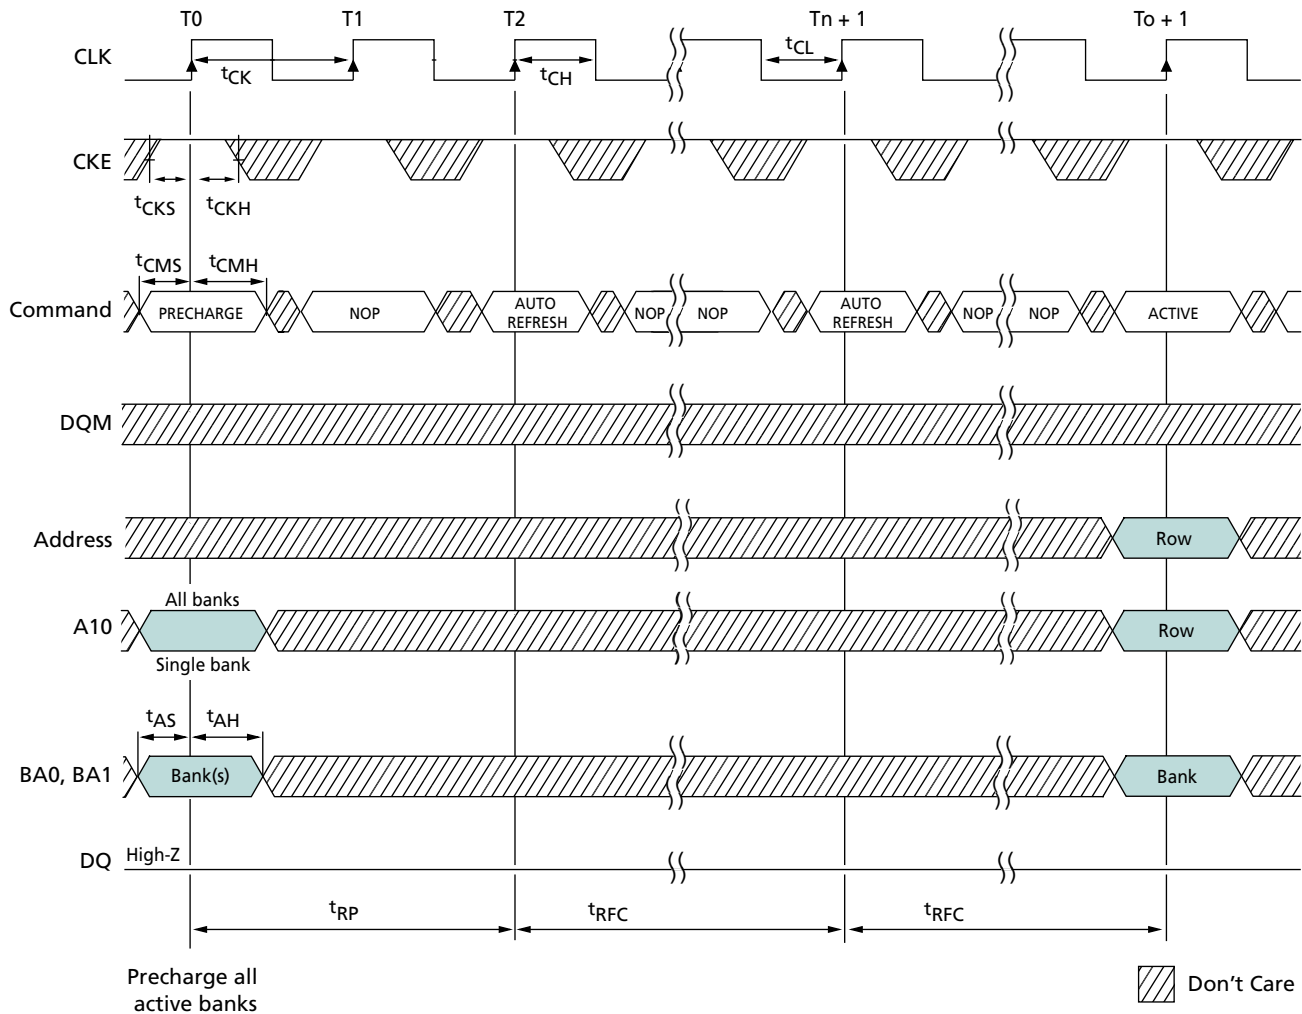 T0 T1 T2 Tn + 1 To + 1
CLK
tCK tCH tCL
CKE
tCKS tCKH
tCMS tCMH
Command PRECHARGE NOP AUTO REFRESH NOP NOP AUTO REFRESH NOP NOP ACTIVE
DQM
Address Row
All banks
A10 Row
Single bank
tAS tAH
BA0, BA1 Bank(s) Bank
DQ High-Z
tRP tRFC tRFC
Precharge all
active banks
Don't Care